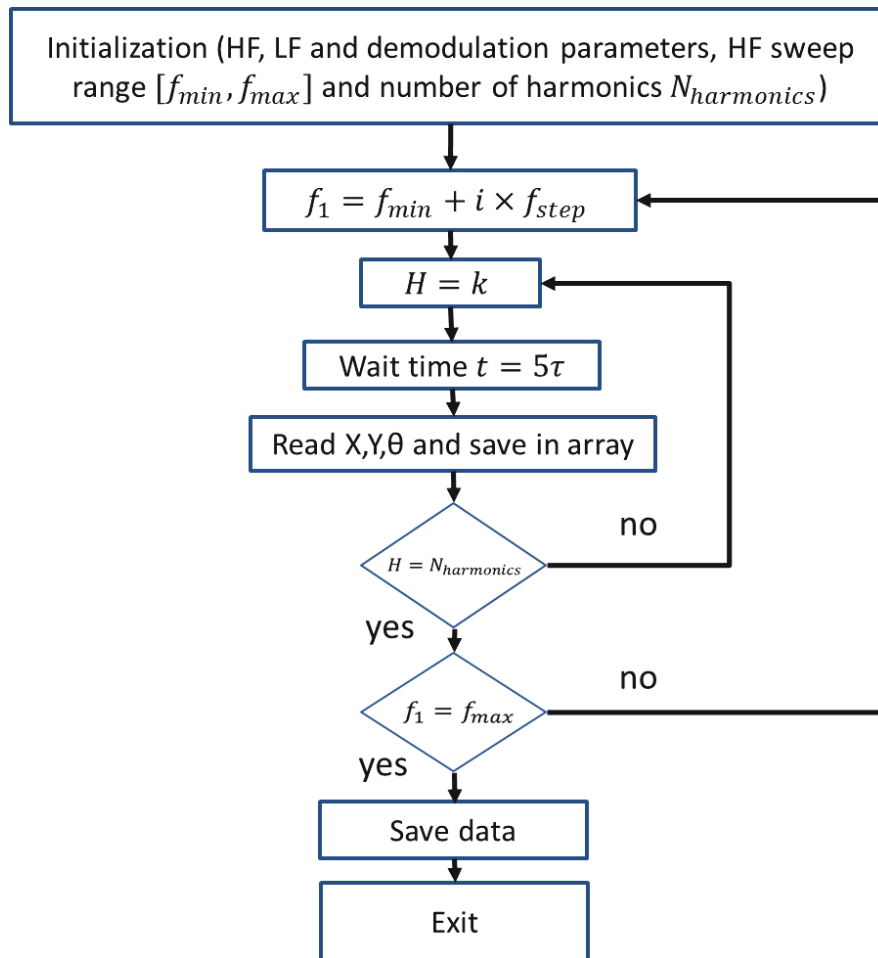 Initialization (HF, LF and demodulation parameters, HF sweep
range [f_min, f_max] and number of harmonics N_harmonics)
f_1 = f_min + i × f_step
H = k
Wait time t = 5τ
Read X,Y,θ and save in array
H = N_harmonics
no
yes
f_1 = f_max
no
yes
Save data
Exit